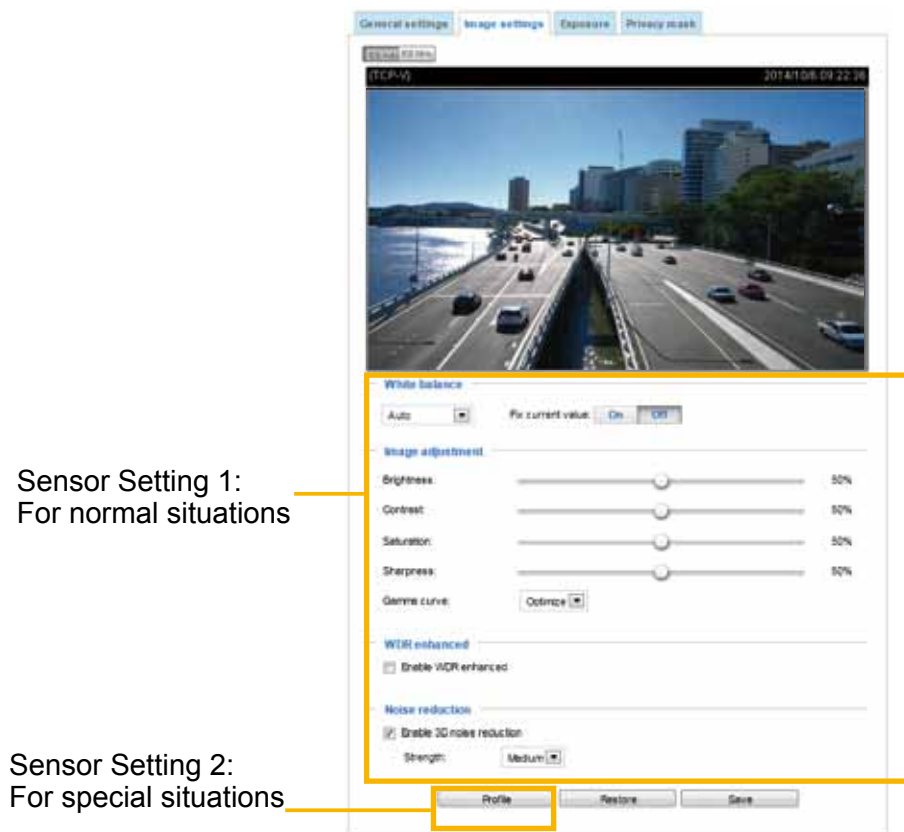 General settings Image settings Exposure Privacy mask
(TCP-V) 2014/10/6 09:22:36
White balance
Auto Fix current value: On Off
Image adjustment
Brightness: 50%
Contrast: 50%
Saturation: 50%
Sharpness: 50%
Gamma curve: Optimize
Sensor Setting 1:
For normal situations
WDR enhanced
Enable WDR enhanced
Noise reduction
Enable 3D noise reduction
Strength: Medium
Sensor Setting 2:
For special situations
Profile Restore Save